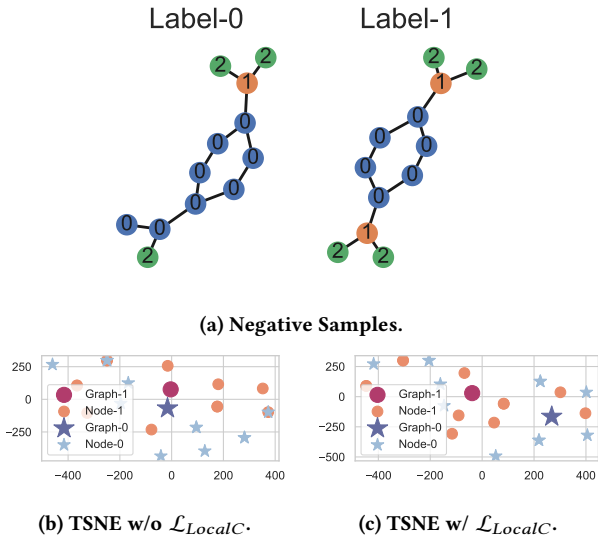 Label-0 Label-1
2 2 2 2
1 1
0 0
0 0 0
0 0 0 0
0 0 0
0 0 1
2 2 2
(a) Negative Samples.
250
0
−250
Graph-1
Node-1
Graph-0
Node-0
−400 −200 0 200 400
250
0
−250
−500
Graph-1
Node-1
Graph-0
Node-0
−400 −200 0 200 400
(b) TSNE w/o ℒLocalC.
(c) TSNE w/ ℒLocalC.